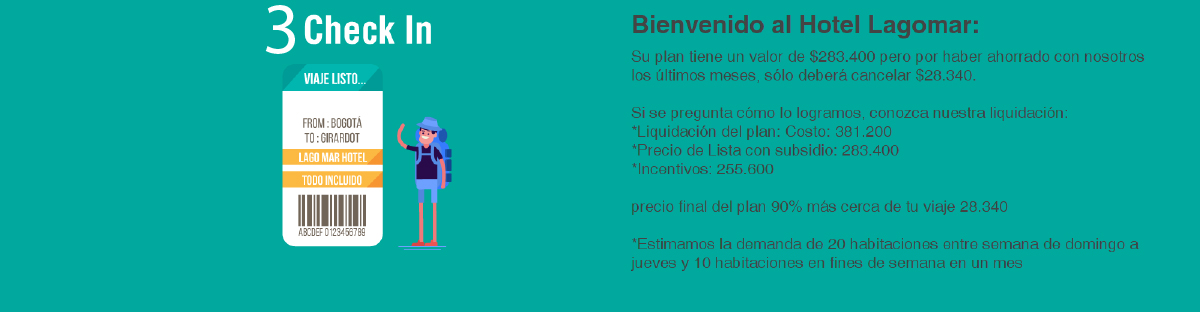 3 Check In
VIAJE LISTO...
FROM : BOGOTÁ
TO : GIRARDOT
LAGO MAR HOTEL
TODO INCLUIDO
ABCDEF 0123456789
Bienvenido al Hotel Lagomar:
Su plan tiene un valor de $283.400 pero por haber ahorrado con nosotros
los últimos meses, sólo deberá cancelar $28.340.
Si se pregunta cómo lo logramos, conozca nuestra liquidación:
*Liquidación del plan: Costo: 381.200
*Precio de Lista con subsidio: 283.400
*Incentivos: 255.600
precio final del plan 90% más cerca de tu viaje 28.340
*Estimamos la demanda de 20 habitaciones entre semana de domingo a
jueves y 10 habitaciones en fines de semana en un mes